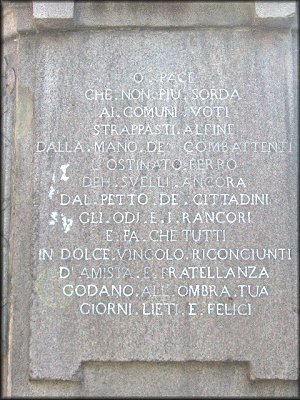 O · PACE
CHE · NON · PIU · SORDA
AI · COMUNI · VOTI
STRAPPASTI · ALFINE
DALLA · MANO · DE' · COMBATTENTI
L' OSTINATO · FERRO
DEH · SVELLI · ANCORA
DAL · PETTO · DE' · CITTADINI
GLI · ODJ · E · I · RANCORI
E · FA · CHE · TUTTI
IN · DOLCE · VINCOLO · RICONGIUNTI
D' AMISTÀ · E · FRATELLANZA
GODANO · ALL' OMBRA · TUA
GIORNI · LIETI · E · FELICI